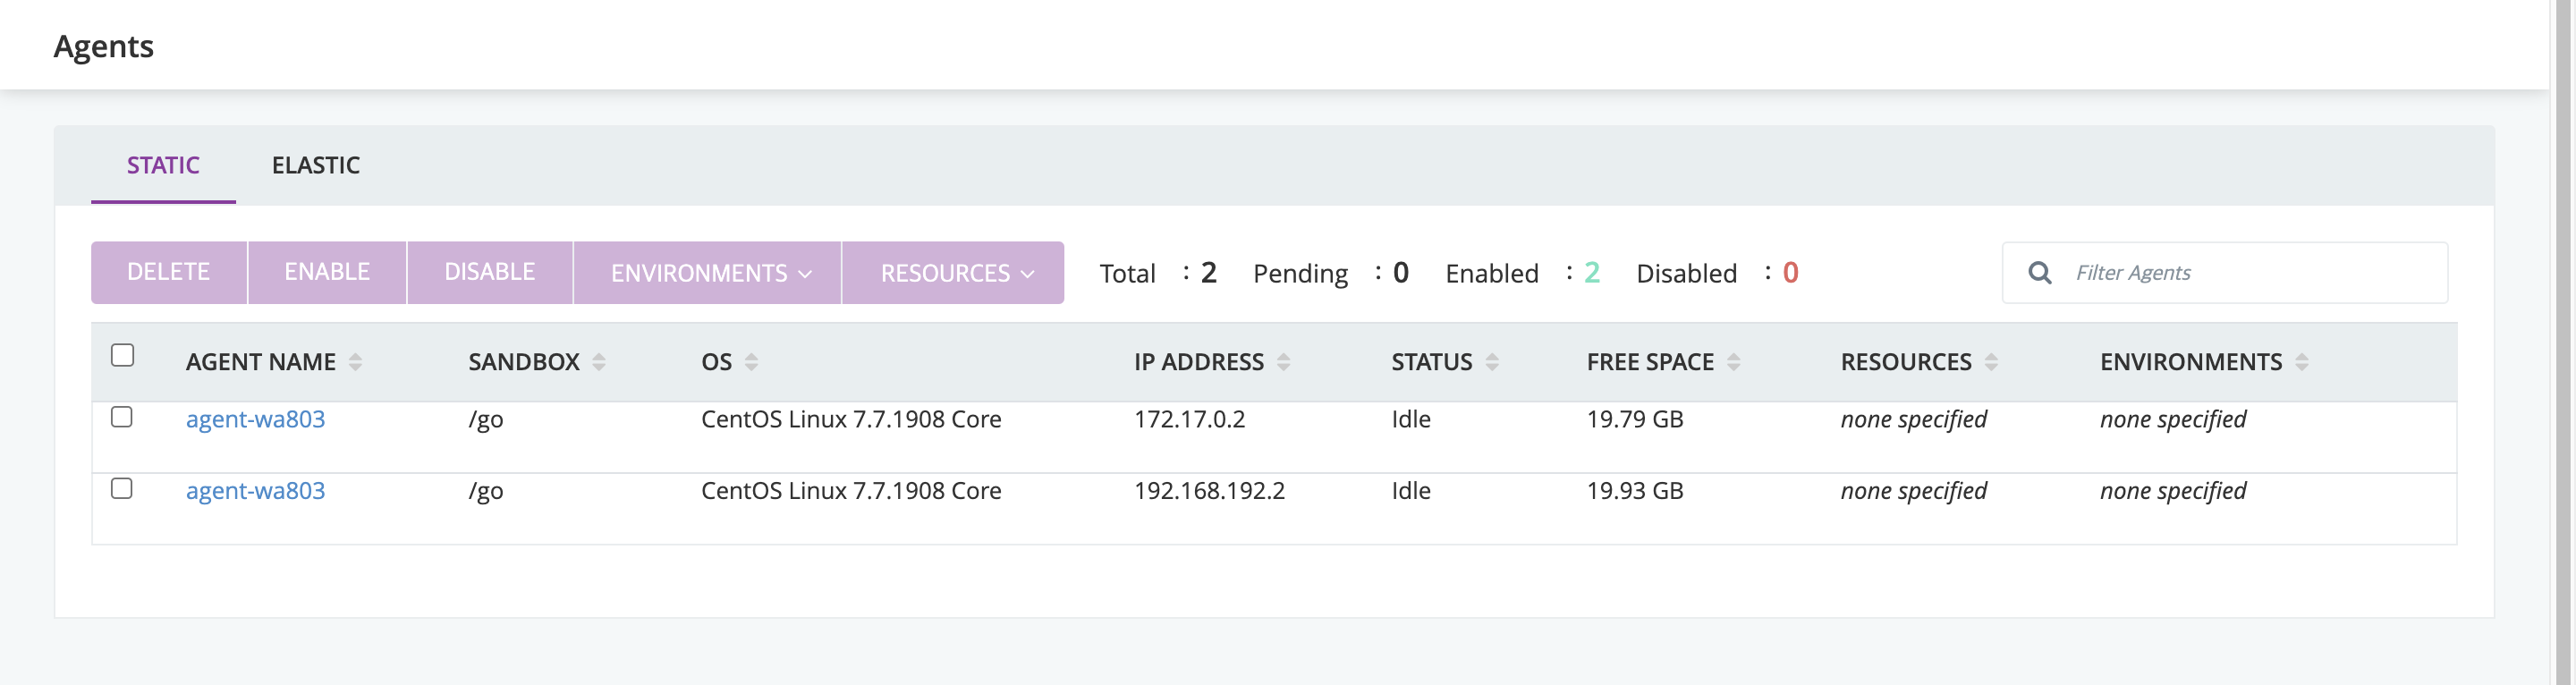 Agents
STATIC ELASTIC
DELETE ENABLE DISABLE ENVIRONMENTS RESOURCES Total : 2 Pending : 0 Enabled : 2 Disabled : 0 Filter Agents
AGENT NAME SANDBOX OS IP ADDRESS STATUS FREE SPACE RESOURCES ENVIRONMENTS
agent-wa803 /go CentOS Linux 7.7.1908 Core 172.17.0.2 Idle 19.79 GB none specified none specified
agent-wa803 /go CentOS Linux 7.7.1908 Core 192.168.192.2 Idle 19.93 GB none specified none specified